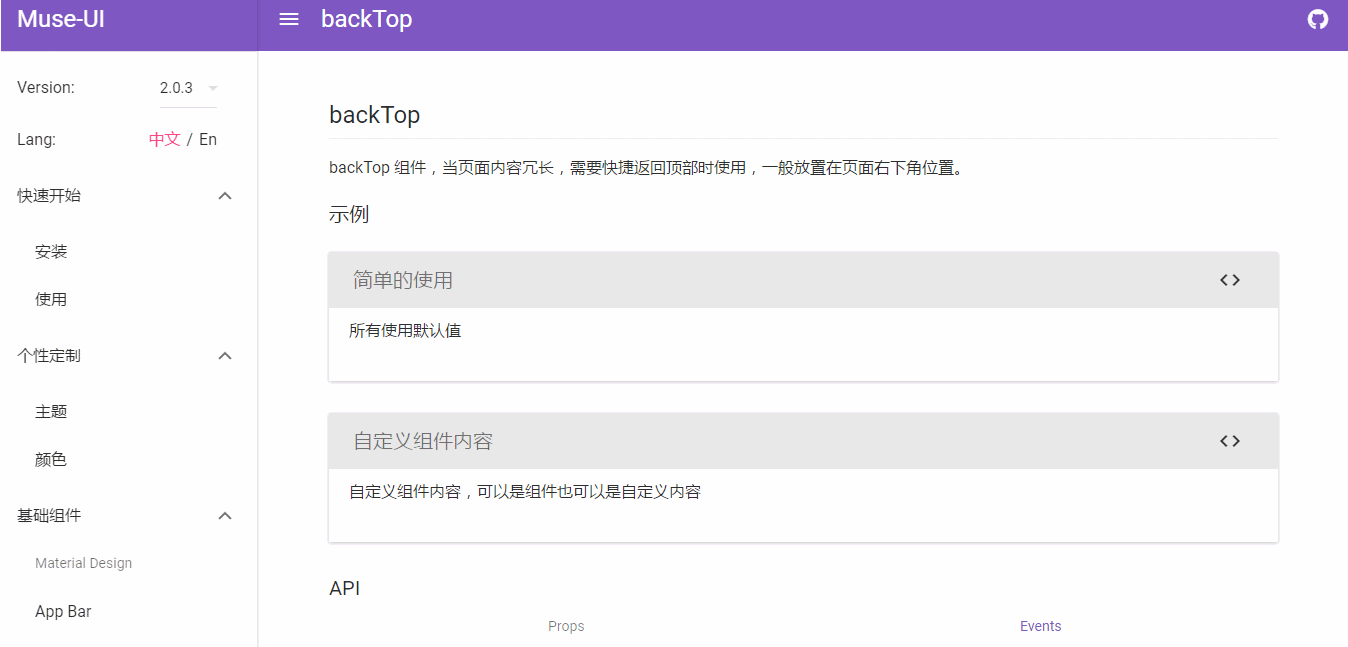 Muse-UI
backTop
Version:
2.0.3
Lang:
中文 / En
快速开始
安装
使用
个性定制
主题
颜色
基础组件
Material Design
App Bar
backTop
backTop 组件，当页面内容冗长，需要快捷返回顶部时使用，一般放置在页面右下角位置。
示例
简单的使用
所有使用默认值
自定义组件内容
自定义组件内容，可以是组件也可以是自定义内容
API
Props
Events